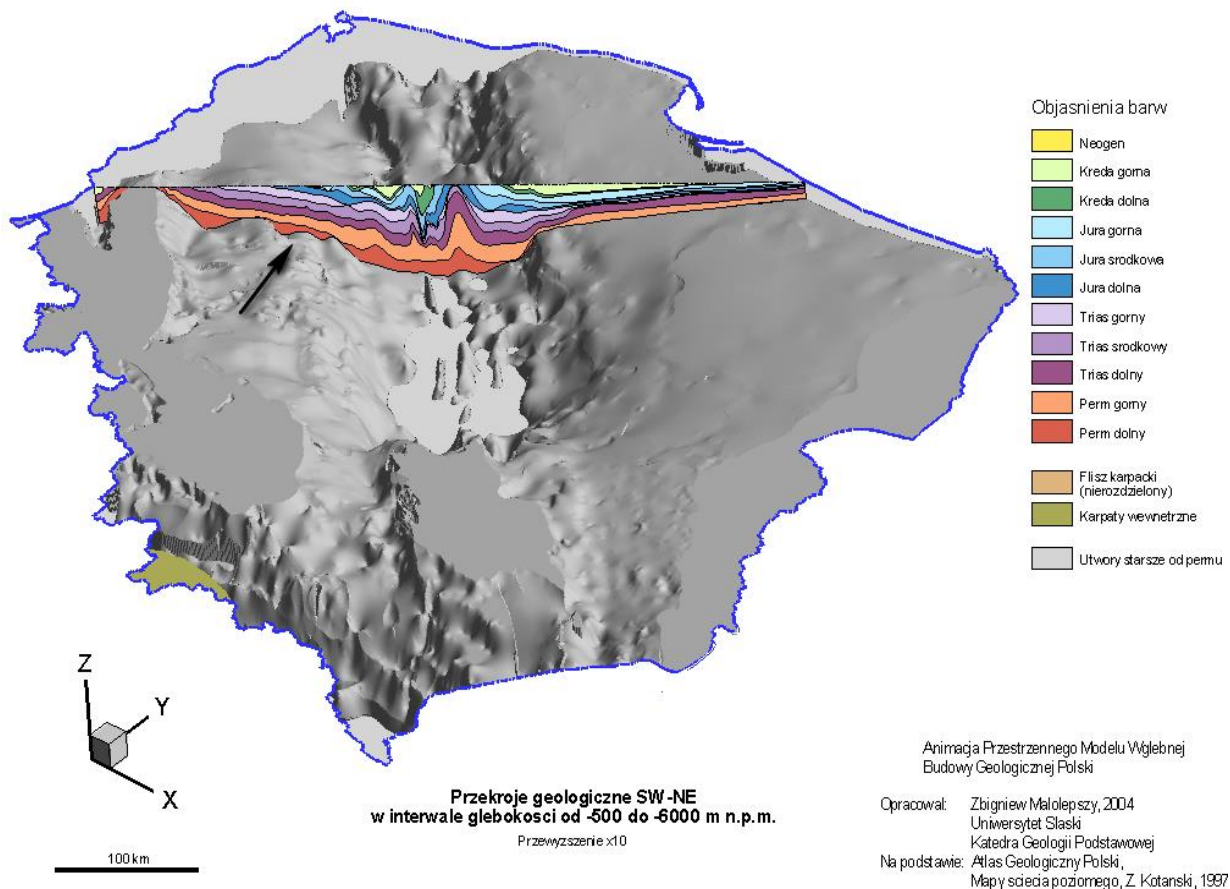 Objasnienia barw
Neogen
Kreda gorna
Kreda dolna
Jura gorna
Jura srodkowa
Jura dolna
Trias gorny
Trias srodkowy
Trias dolny
Perm gorny
Perm dolny
Flisz karpacki
(nierozdzielony)
Karpaty wewnetrzne
Utwory starsze od permu
Z
Y
X
100 km
Przekroje geologiczne SW-NE
w interwale glebokosci od -500 do -6000 m n.p.m.
Przewyzszenie x10
Animacja Przestrzennego Modelu Wglebnej
Budowy Geologicznej Polski
Opracowal: Zbigniew Malolepszy, 2004
Uniwersytet Slaski
Katedra Geologii Podstawowej
Na podstawie: Atlas Geologiczny Polski,
Mapy sciecia poziomego, Z. Kotanski, 1997